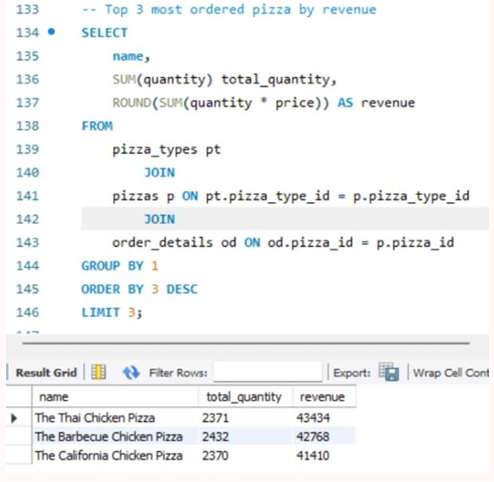 133 -- Top 3 most ordered pizza by revenue
134 SELECT
135 name,
136 SUM(quantity) total_quantity,
137 ROUND(SUM(quantity * price)) AS revenue
138 FROM
139 pizza_types pt
140 JOIN
141 pizzas p ON pt.pizza_type_id = p.pizza_type_id
142 JOIN
143 order_details od ON od.pizza_id = p.pizza_id
144 GROUP BY 1
145 ORDER BY 3 DESC
146 LIMIT 3;
Result Grid Filter Rows: Export: Wrap Cell Cont
name total_quantity revenue
The Thai Chicken Pizza 2371 43434
The Barbecue Chicken Pizza 2432 42768
The California Chicken Pizza 2370 41410